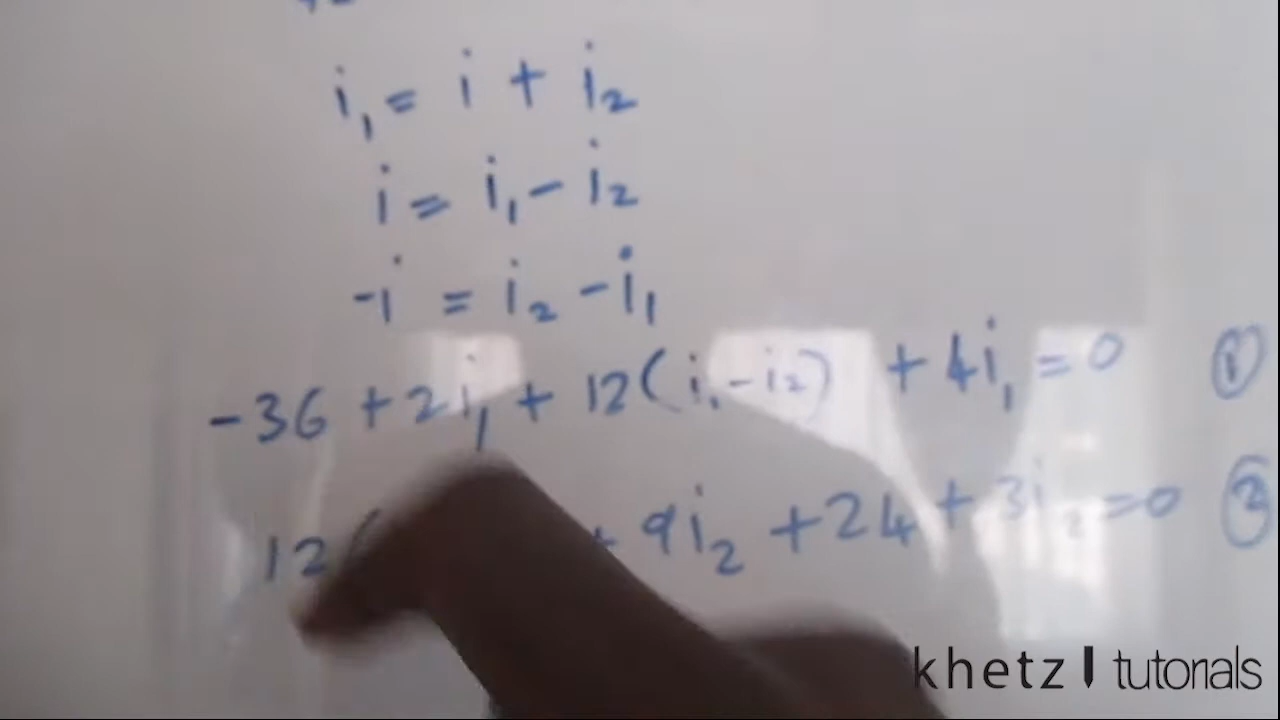 i₁ = i + i₂
i = i₁ - i₂
-i = i₂ - i₁
-36 + 2i₁ + 12(i₁ - i₂) + 4i₁ = 0 ①
12( + 9i₂ + 24 + 3i₂ = 0 ②
khetz tutorials